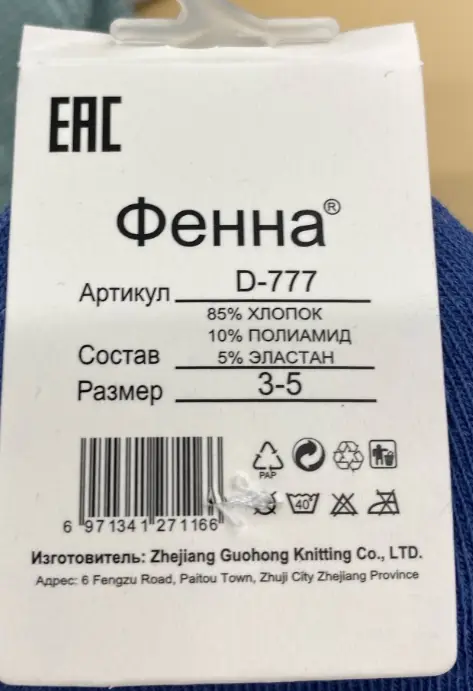 EAC
Фенна®
Артикул D-777
85% ХЛОПОК
10% ПОЛИАМИД
Состав 5% ЭЛАСТАН
Размер 3-5
PAP
40°
6 971341 271166
Изготовитель: Zhejiang Guohong Knitting Co., LTD.
Адрес: 6 Fengzu Road, Paitou Town, Zhuji City Zhejiang Province